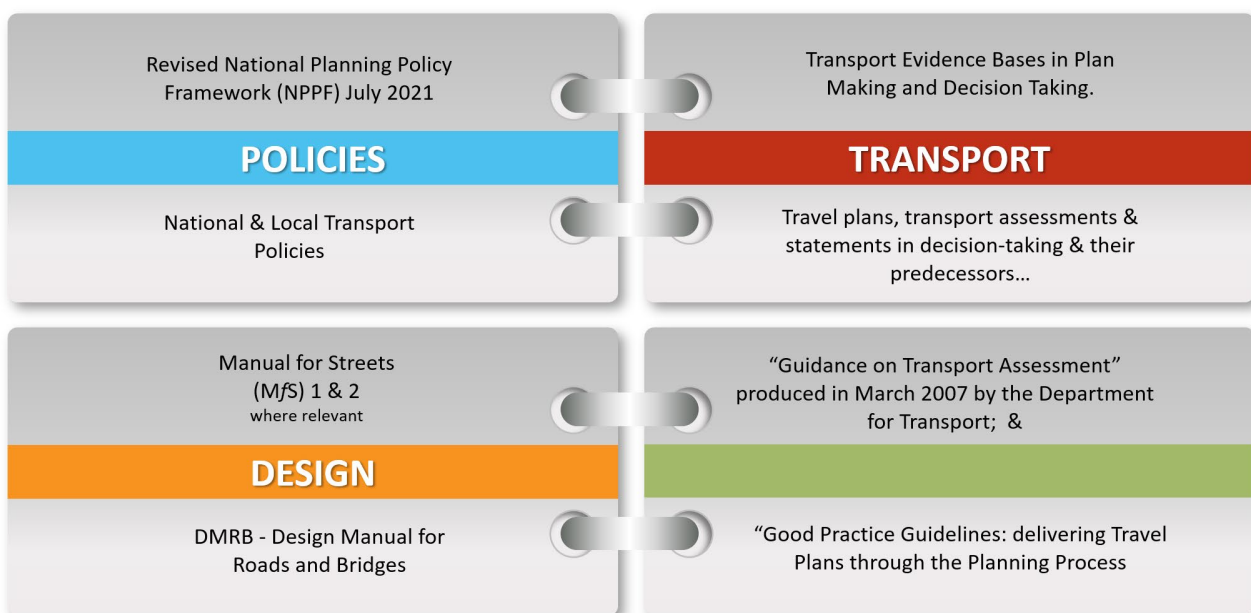 Revised National Planning Policy
Framework (NPPF) July 2021
POLICIES
National & Local Transport
Policies
Transport Evidence Bases in Plan
Making and Decision Taking.
TRANSPORT
Travel plans, transport assessments &
statements in decision-taking & their
predecessors...
Manual for Streets
(MfS) 1 & 2
where relevant
DESIGN
DMRB - Design Manual for
Roads and Bridges
“Guidance on Transport Assessment”
produced in March 2007 by the Department
for Transport;  &
“Good Practice Guidelines: delivering Travel
Plans through the Planning Process